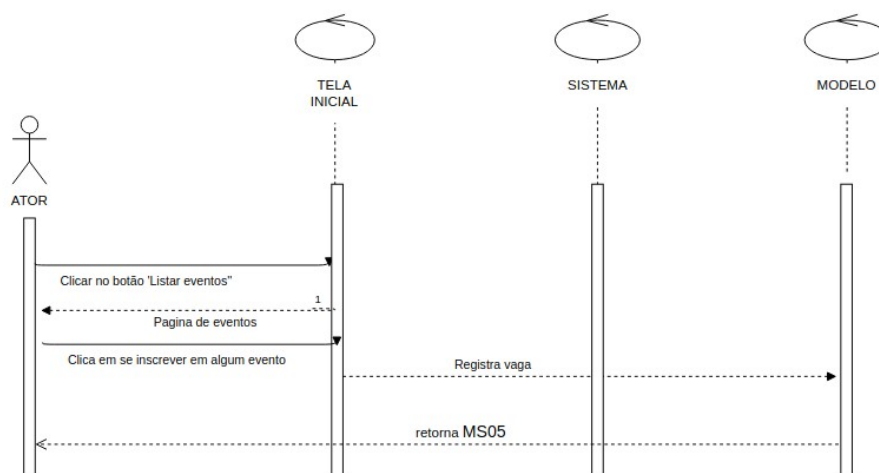 TELA
INICIAL
SISTEMA
MODELO
ATOR
Clicar no botão 'Listar eventos"
1
Pagina de eventos
Clica em se inscrever em algum evento
Registra vaga
retorna MS05